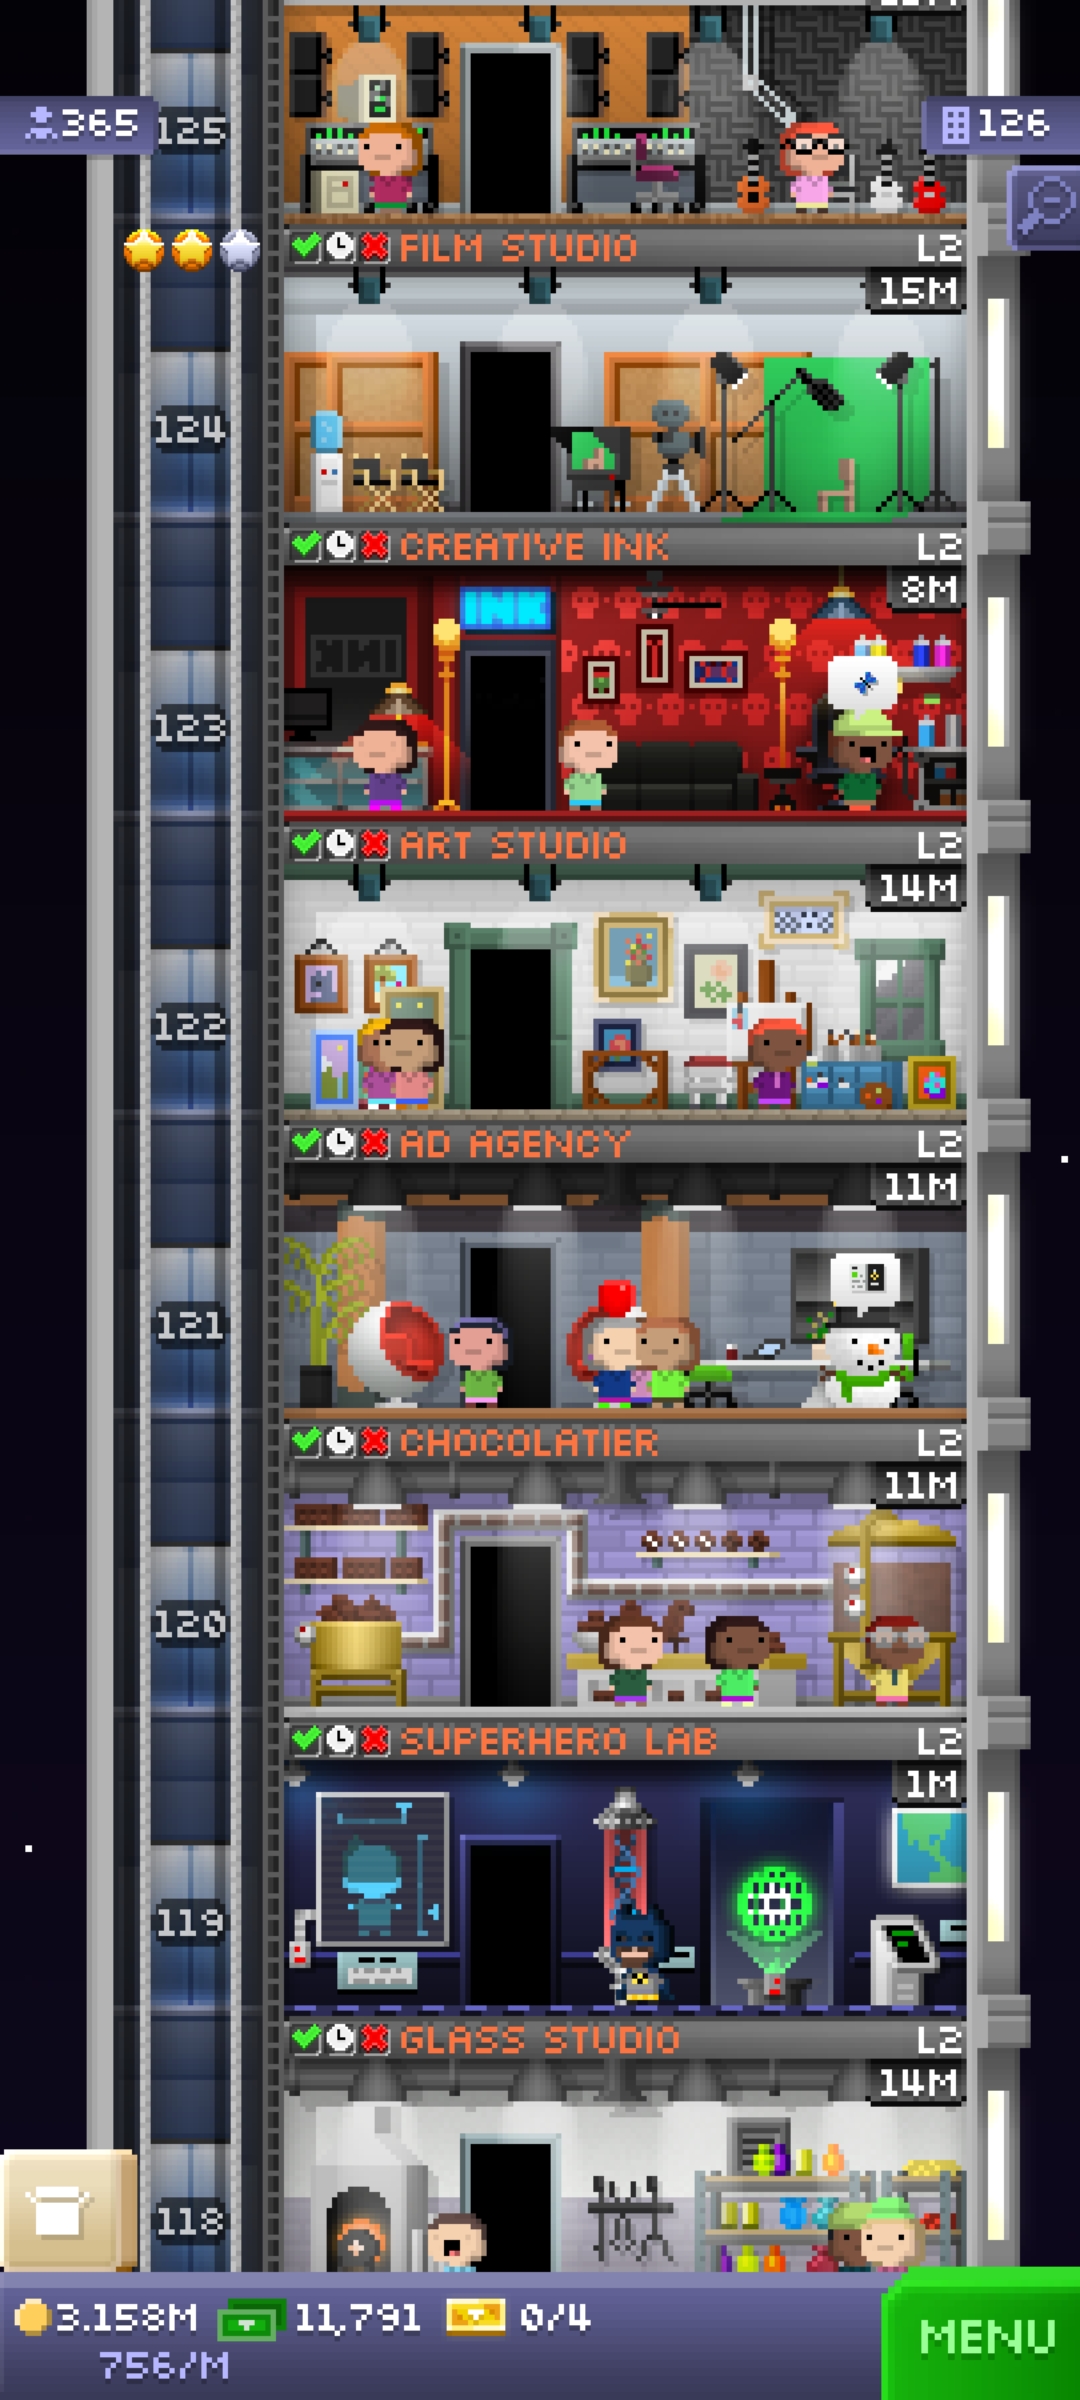 365
125
126
FILM STUDIO L2
15M
124
CREATIVE INK L2
8M
INK
123
ART STUDIO L2
14M
122
AD AGENCY L2
11M
121
CHOCOLATIER L2
11M
120
SUPERHERO LAB L2
1M
119
GLASS STUDIO L2
14M
118
3.158M 11,791 0/4
756/M
MENU